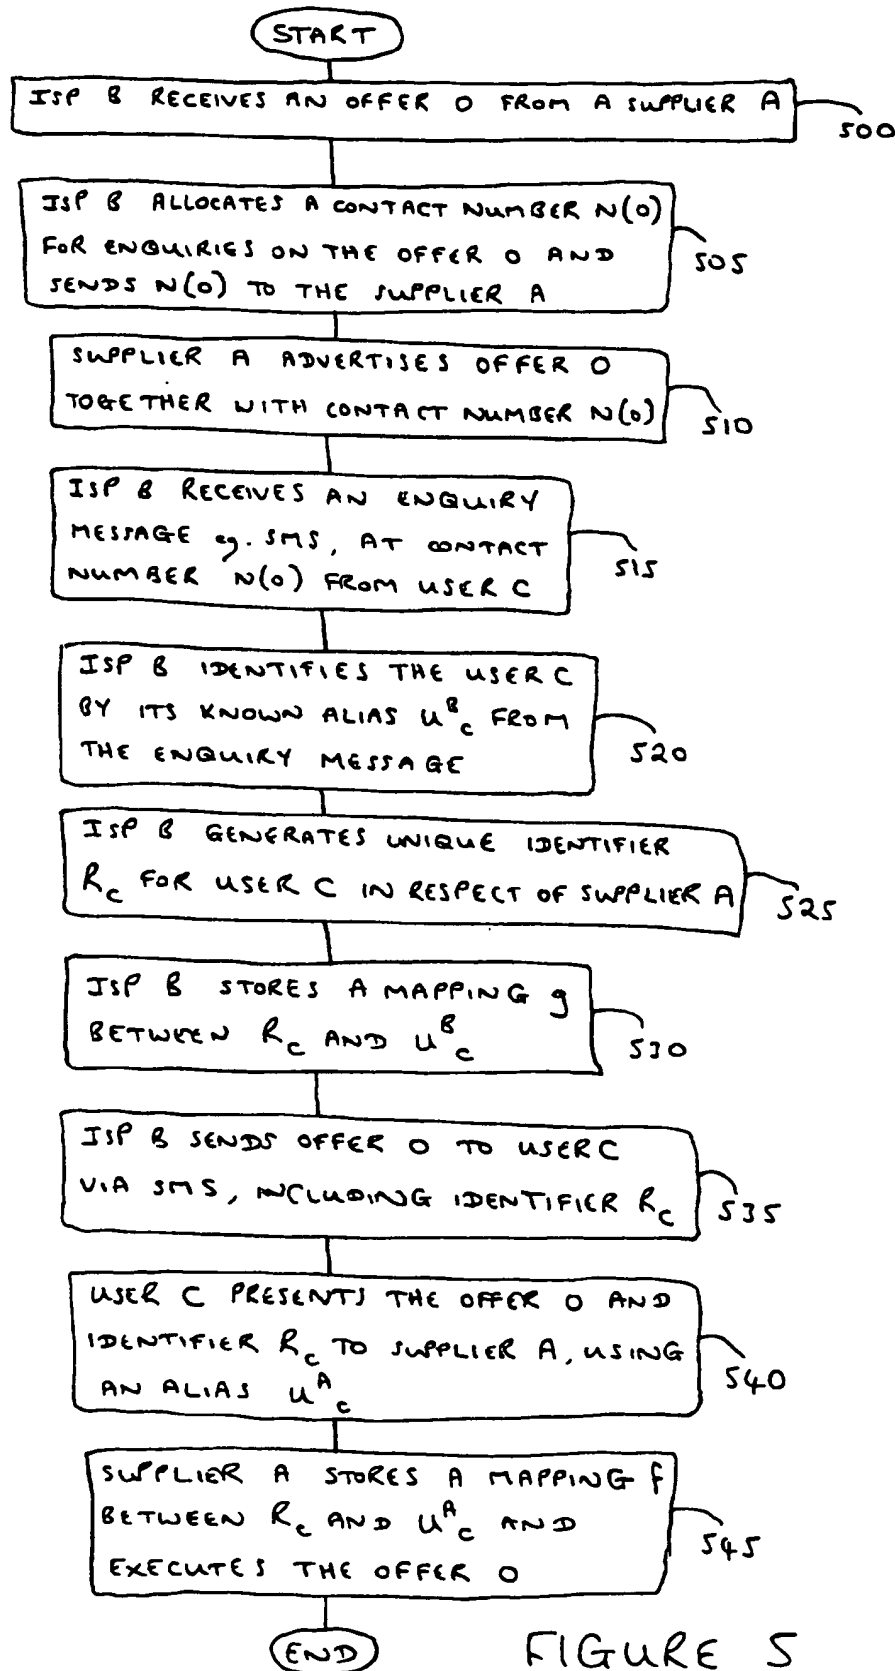 START
ISP B RECEIVES AN OFFER O FROM A SUPPLIER A
500
ISP B ALLOCATES A CONTACT NUMBER N(O)
FOR ENQUIRIES ON THE OFFER O AND
SENDS N(O) TO THE SUPPLIER A
505
SUPPLIER A ADVERTISES OFFER O
TOGETHER WITH CONTACT NUMBER N(O)
510
ISP B RECEIVES AN ENQUIRY
MESSAGE eg. SMS, AT CONTACT
NUMBER N(O) FROM USER C
515
ISP B IDENTIFIES THE USER C
BY ITS KNOWN ALIAS U^B_C FROM
THE ENQUIRY MESSAGE
520
ISP B GENERATES UNIQUE IDENTIFIER
R_C FOR USER C IN RESPECT OF SUPPLIER A
525
ISP B STORES A MAPPING g
BETWEEN R_C AND U^B_C
530
ISP B SENDS OFFER O TO USER C
VIA SMS, INCLUDING IDENTIFIER R_C
535
USER C PRESENTS THE OFFER O AND
IDENTIFIER R_C TO SUPPLIER A, USING
AN ALIAS U^A_C
540
SUPPLIER A STORES A MAPPING f
BETWEEN R_C AND U^A_C AND
EXECUTES THE OFFER O
545
END
FIGURE 5